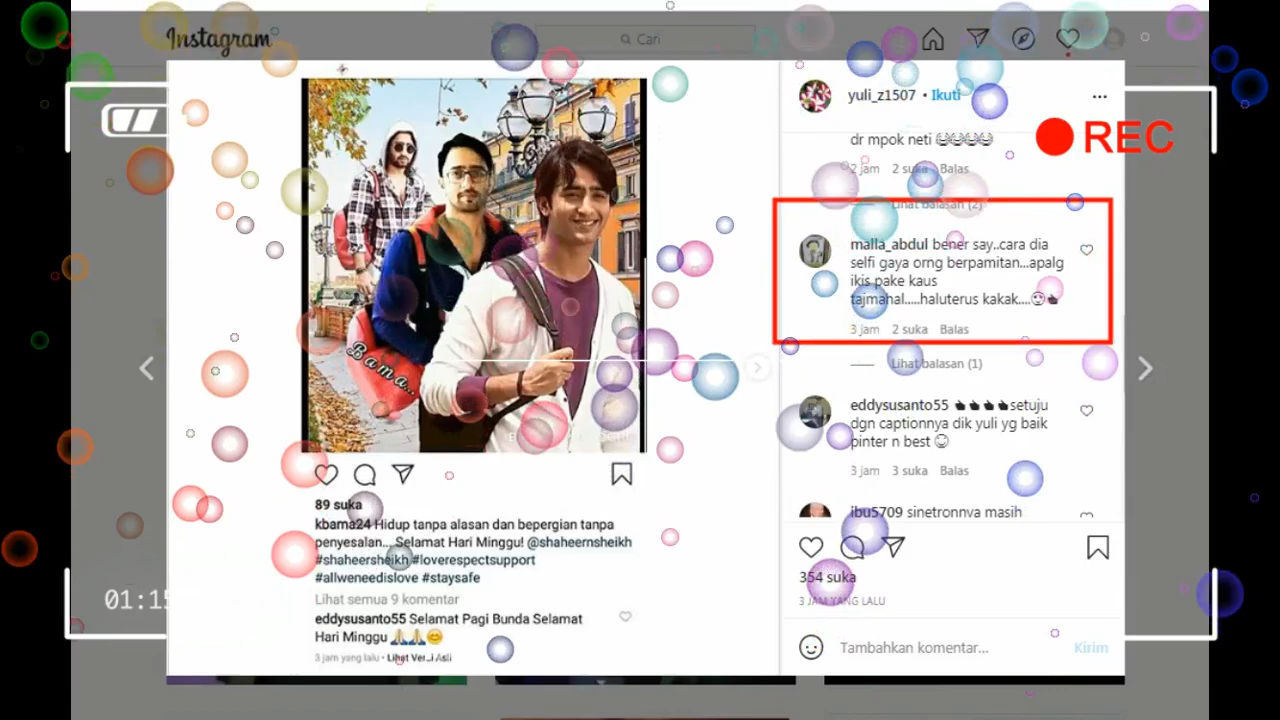 Instagram
Cari
yuli_z1507 • Ikuti
REC
dr mpok neti
2 jam 2 suka Balas
Lihat balasan (2)
malla_abdul bener say..cara dia
selfi gaya orng berpamitan...apalg
ikis pake kaus
tajmahal.....haluterus kakak....
3 jam 2 suka Balas
Lihat balasan (1)
eddysusanto55 setuju
dgn captionnya dik yuli yg baik
pinter n best
3 jam 3 suka Balas
ibu5709 sinetronnya masih
354 suka
3 JAM YANG LALU
Tambahkan komentar...
Kirim
Bama...
89 suka
kbama24 Hidup tanpa alasan dan bepergian tanpa
penyesalan... Selamat Hari Minggu! @shaheernsheikh
#shaheersheikh #loverespectsupport
#allweneedislove #staysafe
Lihat semua 9 komentar
eddysusanto55 Selamat Pagi Bunda Selamat
Hari Minggu 🙏🙏😊
3 jam yang lalu • Lihat Versi Asli
01:15